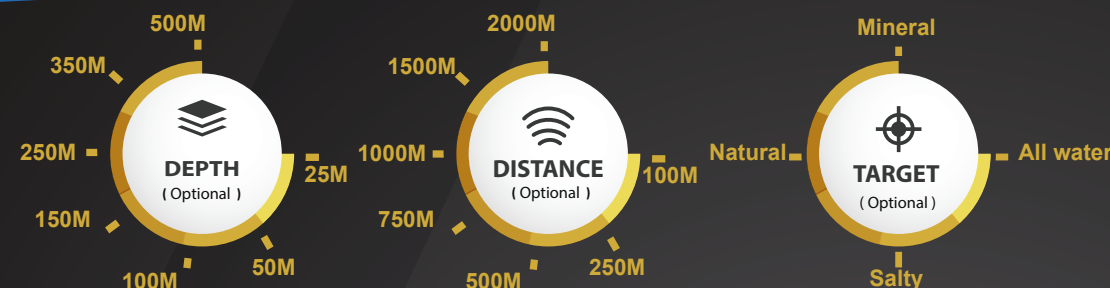 500M
350M
250M
150M
100M
50M
25M
DEPTH
( Optional )
2000M
1500M
1000M
750M
500M
250M
100M
DISTANCE
( Optional )
Mineral
Natural
All water
Salty
TARGET
( Optional )